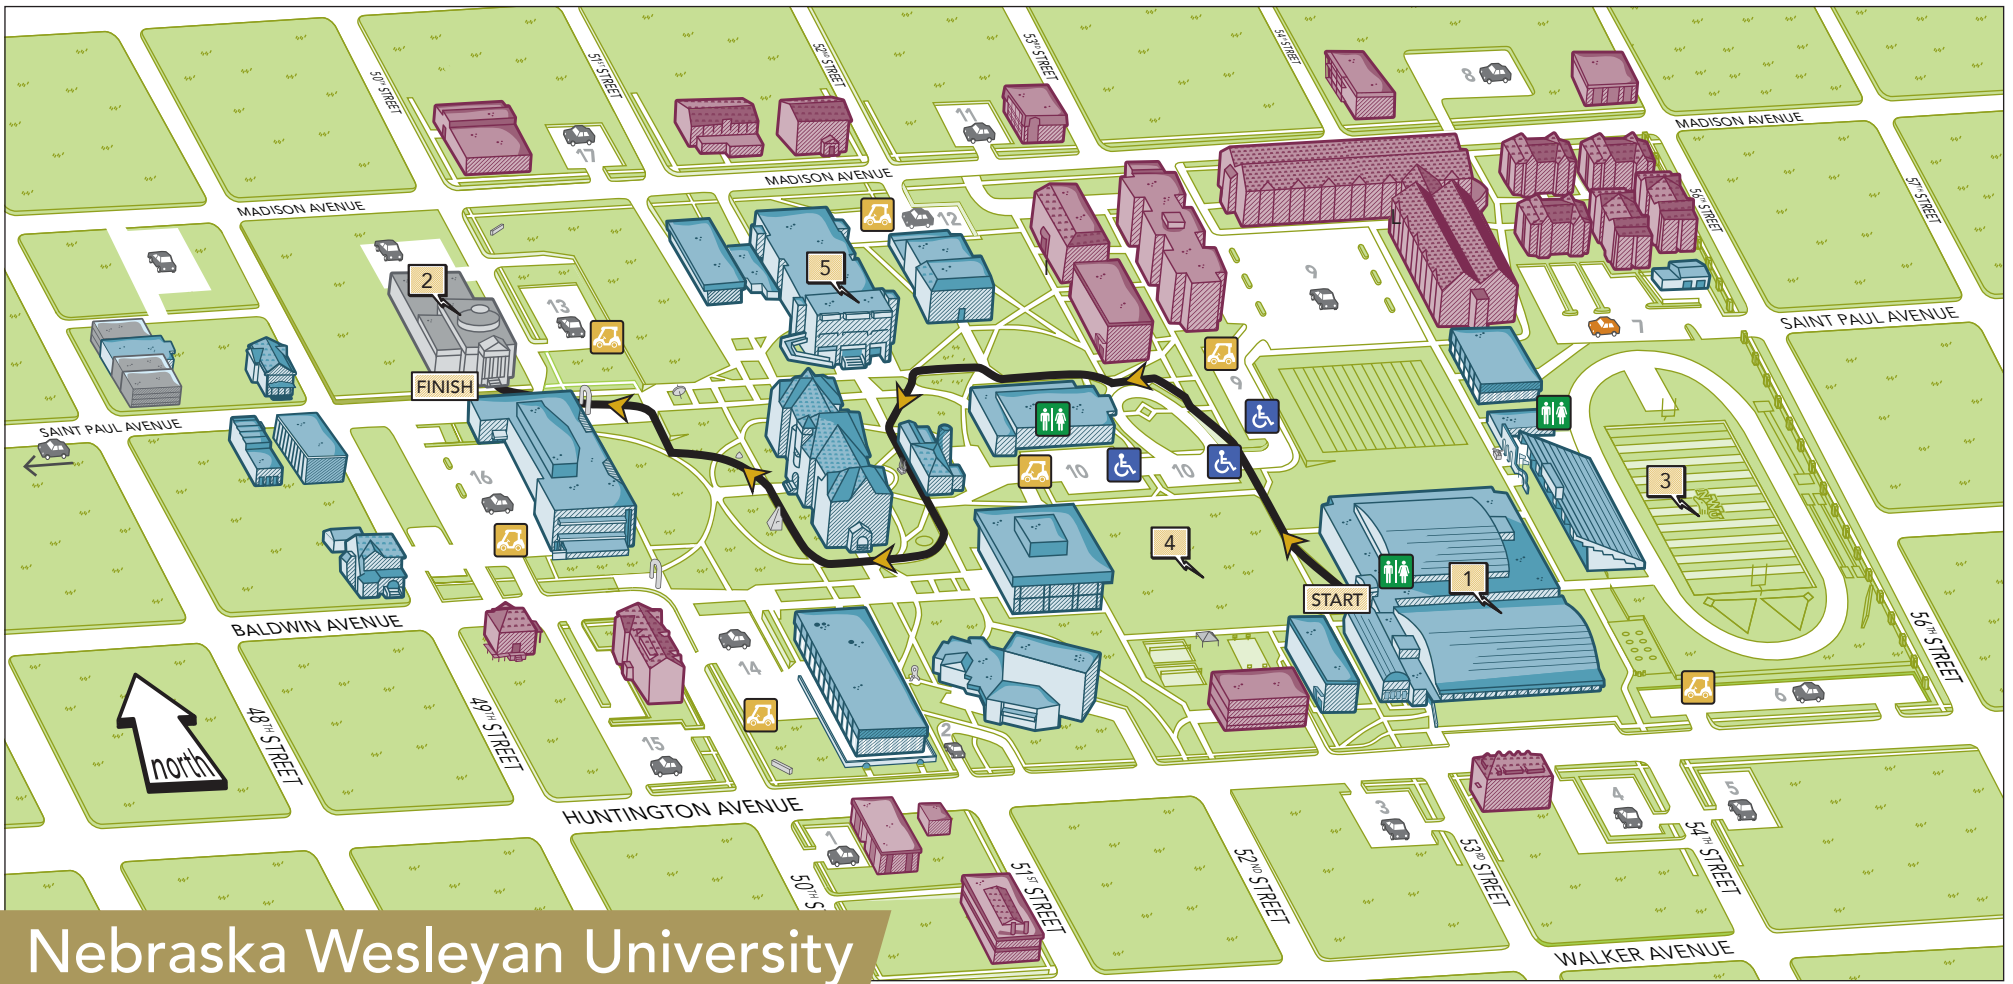 50TH STREET
51ST STREET
52ND STREET
53RD STREET
54TH STREET
8
11
17
MADISON AVENUE
MADISON AVENUE
MADISON AVENUE
56TH STREET
57TH STREET
12
5
2
13
9
7
SAINT PAUL AVENUE
FINISH
9
SAINT PAUL AVENUE
16
10
10
3
NWU
4
1
START
BALDWIN AVENUE
56TH STREET
14
6
48TH STREET
49TH STREET
north
15
2
HUNTINGTON AVENUE
1
3
4
5
50TH S
51ST STREET
52ND STREET
53RD STREET
54TH STREET
WALKER AVENUE
Nebraska Wesleyan University